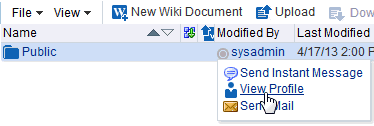 File View New Wiki Document Upload
Name Modified By Last Modified
Public sysadmin 4/17/13 2:00
Send Instant Message
View Profile
Send Mail